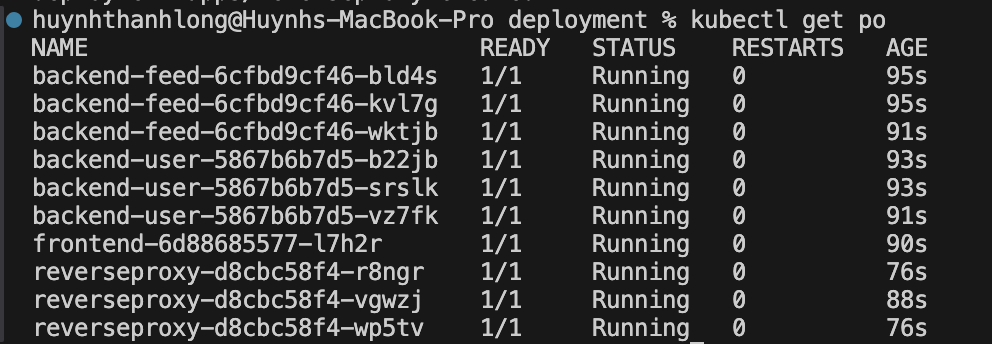 huynhthanhlong@Huynhs-MacBook-Pro deployment % kubectl get po
NAME READY STATUS RESTARTS AGE
backend-feed-6cfbd9cf46-bld4s 1/1 Running 0 95s
backend-feed-6cfbd9cf46-kvl7g 1/1 Running 0 95s
backend-feed-6cfbd9cf46-wktjb 1/1 Running 0 91s
backend-user-5867b6b7d5-b22jb 1/1 Running 0 93s
backend-user-5867b6b7d5-srslk 1/1 Running 0 93s
backend-user-5867b6b7d5-vz7fk 1/1 Running 0 91s
frontend-6d88685577-l7h2r 1/1 Running 0 90s
reverseproxy-d8cbc58f4-r8ngr 1/1 Running 0 76s
reverseproxy-d8cbc58f4-vgwzj 1/1 Running 0 88s
reverseproxy-d8cbc58f4-wp5tv 1/1 Running 0 76s